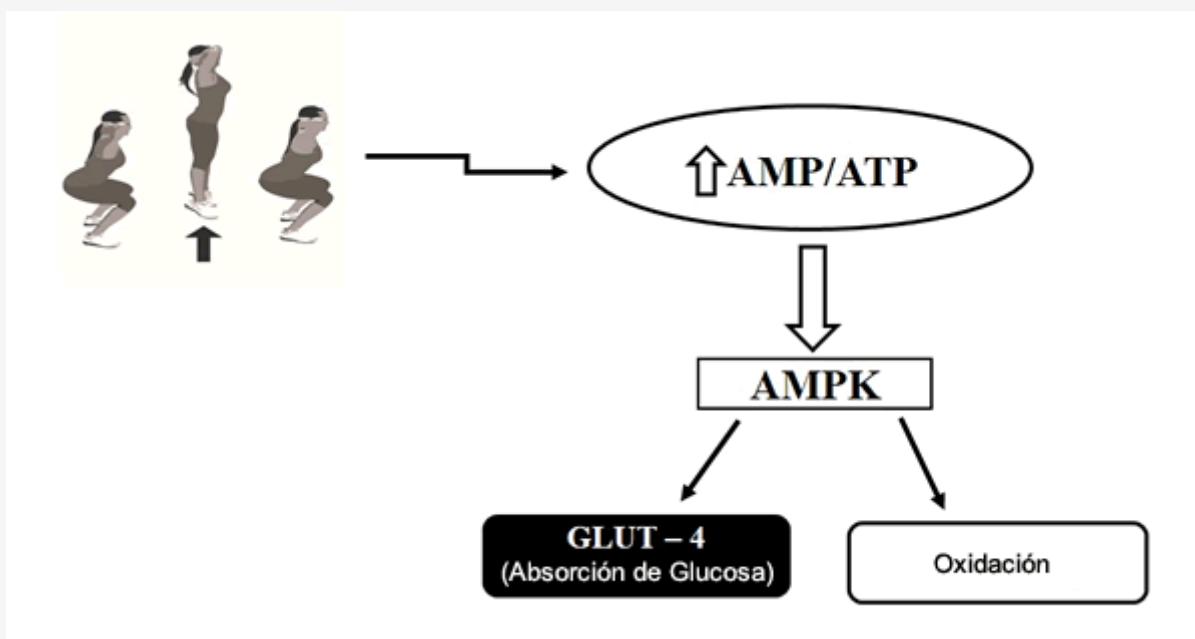 AMP/ATP
AMPK
GLUT – 4
(Absorción de Glucosa)
Oxidación